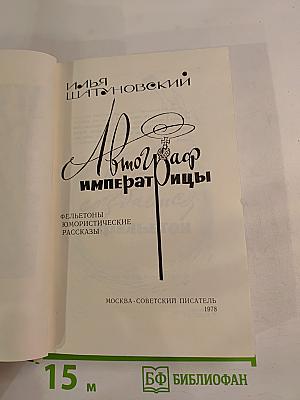 ИЛЬЯ
ШАТУНОВСКИЙ
Автограф
императрицы
ФЕЛЬЕТОНЫ
ЮМОРИСТИЧЕСКИЕ
РАССКАЗЫ
МОСКВА·СОВЕТСКИЙ ПИСАТЕЛЬ
1978
15 м
БФ БИБЛИОФАН